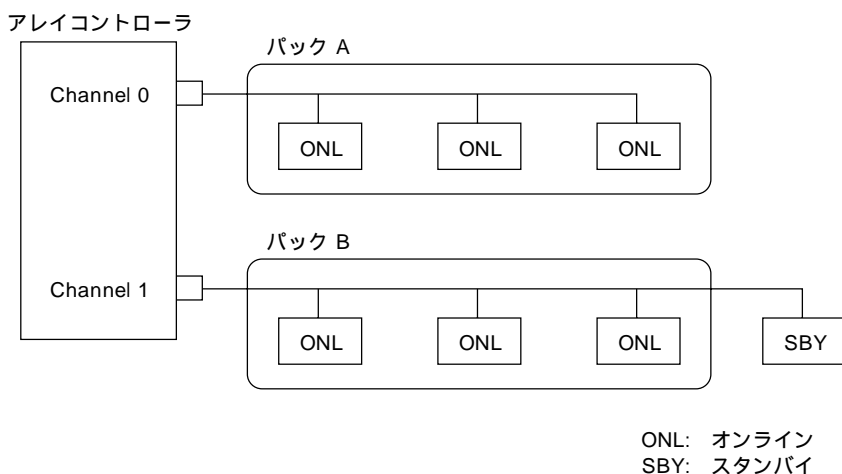 アレイコントローラ
パック A
Channel 0
ONL ONL ONL
パック B
Channel 1
ONL ONL ONL SBY
ONL: オンライン
SBY: スタンバイ